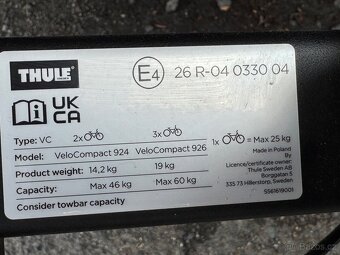 THULE
SWEDEN
E4 26 R-04 0330 04
UK
CA
Type: VC 2x 3x 1x = Max 25 kg
Model: VeloCompact 924 VeloCompact 926
Product weight: 14,2 kg 19 kg
Capacity: Max 46 kg Max 60 kg
Consider towbar capacity
Made in Poland
By
Licence/certificate owner:
Thule Sweden AB
Borggatan 5
335 73 Hillerstorp, Sweden
5561619001